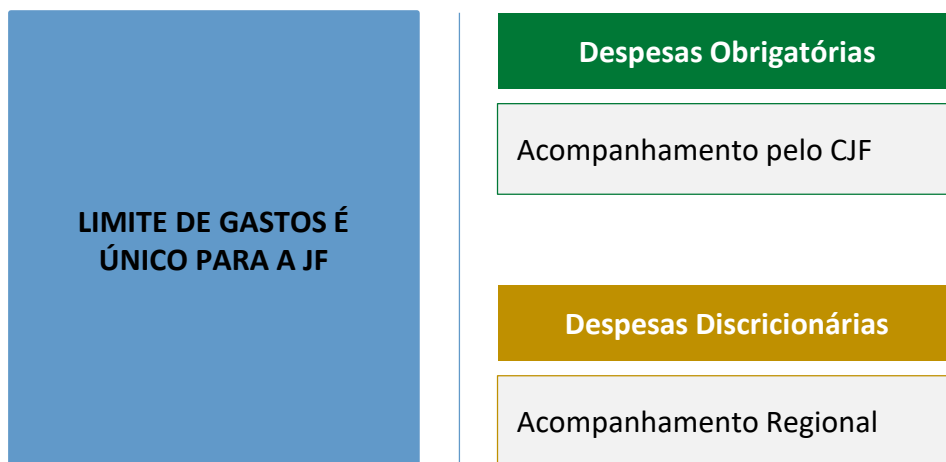 LIMITE DE GASTOS É
ÚNICO PARA A JF
Despesas Obrigatórias
Acompanhamento pelo CJF
Despesas Discricionárias
Acompanhamento Regional